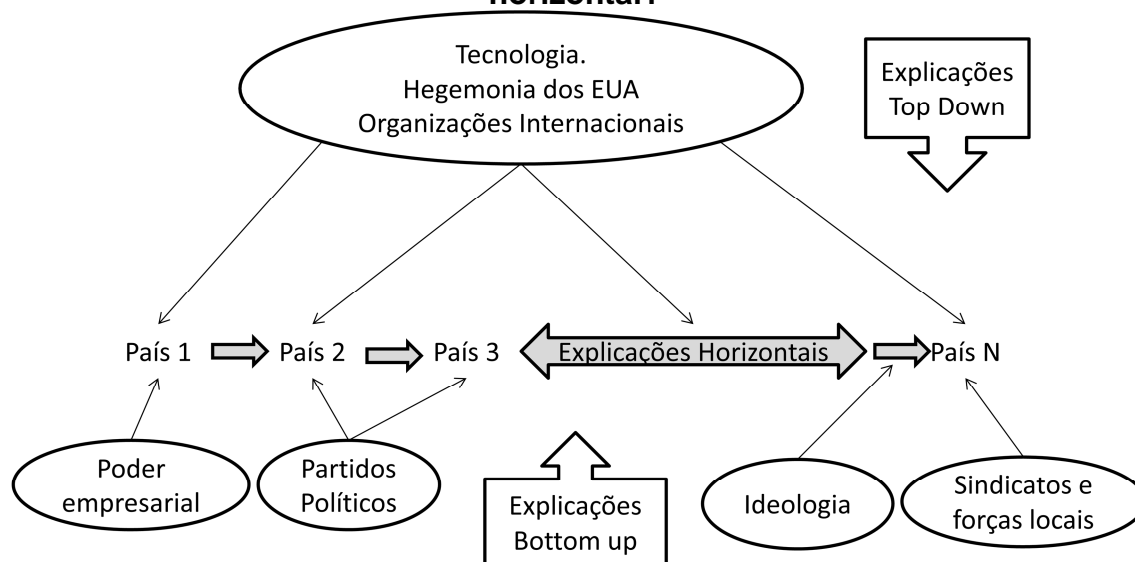 Tecnologia.
Hegemonia dos EUA
Organizações Internacionais
Explicações
Top Down
País 1
País 2
País 3
Explicações Horizontais
País N
Poder
empresarial
Partidos
Políticos
Explicações
Bottom up
Ideologia
Sindicatos e
forças locais